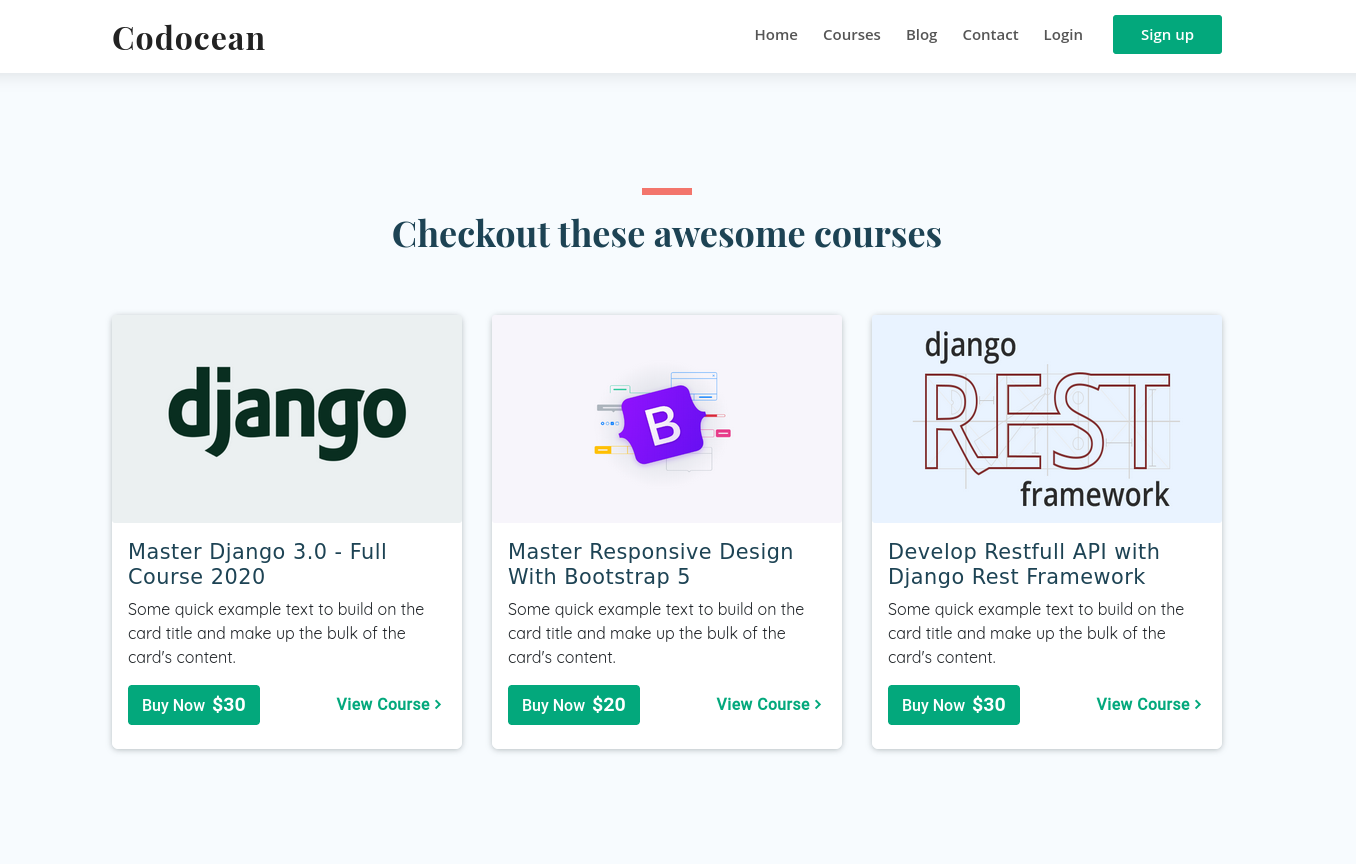 Codocean
Home Courses Blog Contact Login Sign up
Checkout these awesome courses
django
Master Django 3.0 - Full
Course 2020
Some quick example text to build on the
card title and make up the bulk of the
card's content.
Buy Now $30 View Course
B
Master Responsive Design
With Bootstrap 5
Some quick example text to build on the
card title and make up the bulk of the
card's content.
Buy Now $20 View Course
django
REST
framework
Develop Restfull API with
Django Rest Framework
Some quick example text to build on the
card title and make up the bulk of the
card's content.
Buy Now $30 View Course